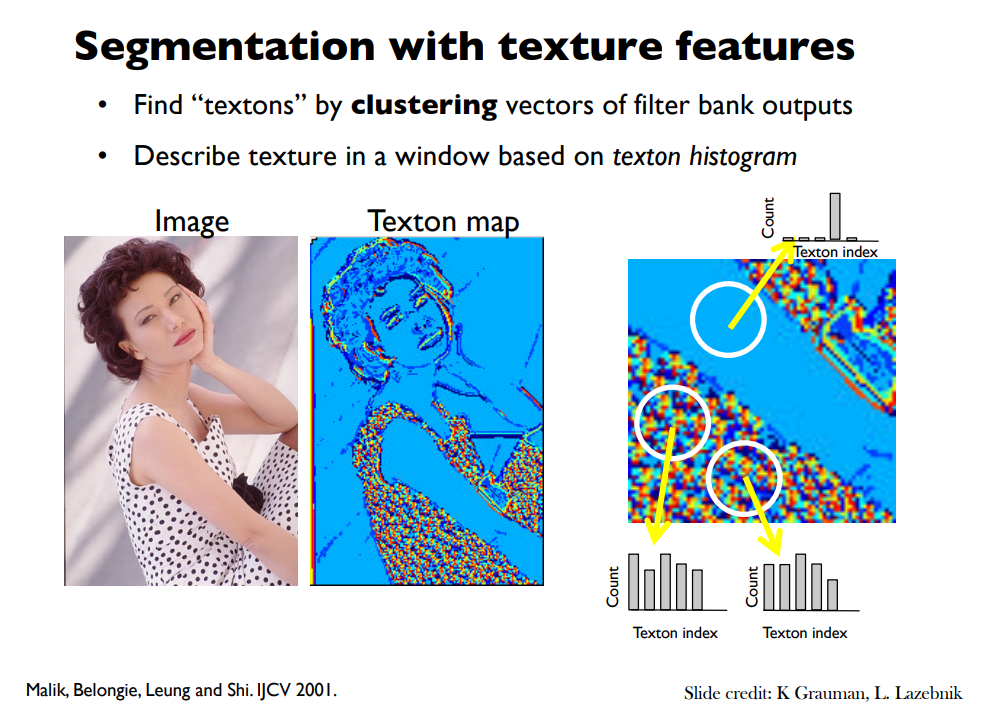 Segmentation with texture features
• Find “textons” by clustering vectors of filter bank outputs
• Describe texture in a window based on texton histogram
Image
Texton map
Count
Texton index
Count
Texton index
Count
Texton index
Malik, Belongie, Leung and Shi. IJCV 2001.
Slide credit: K Grauman, L. Lazebnik